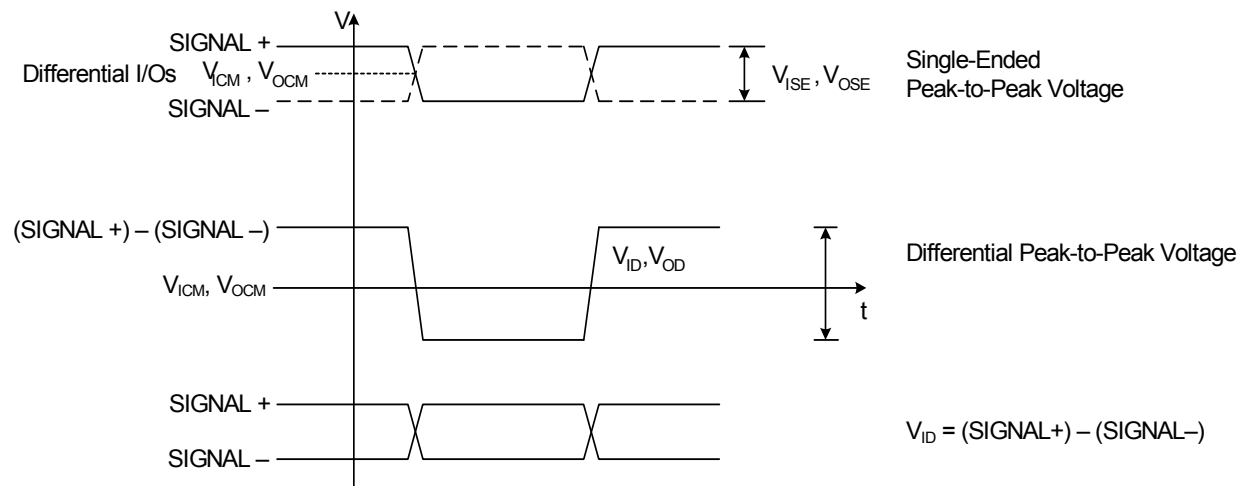 V
SIGNAL +
Differential I/Os V_ICM , V_OCM
SIGNAL –
V_ISE , V_OSE
Single-Ended
Peak-to-Peak Voltage
(SIGNAL +) – (SIGNAL –)
V_ID, V_OD
Differential Peak-to-Peak Voltage
V_ICM, V_OCM
t
SIGNAL +
SIGNAL –
V_ID = (SIGNAL+) – (SIGNAL–)